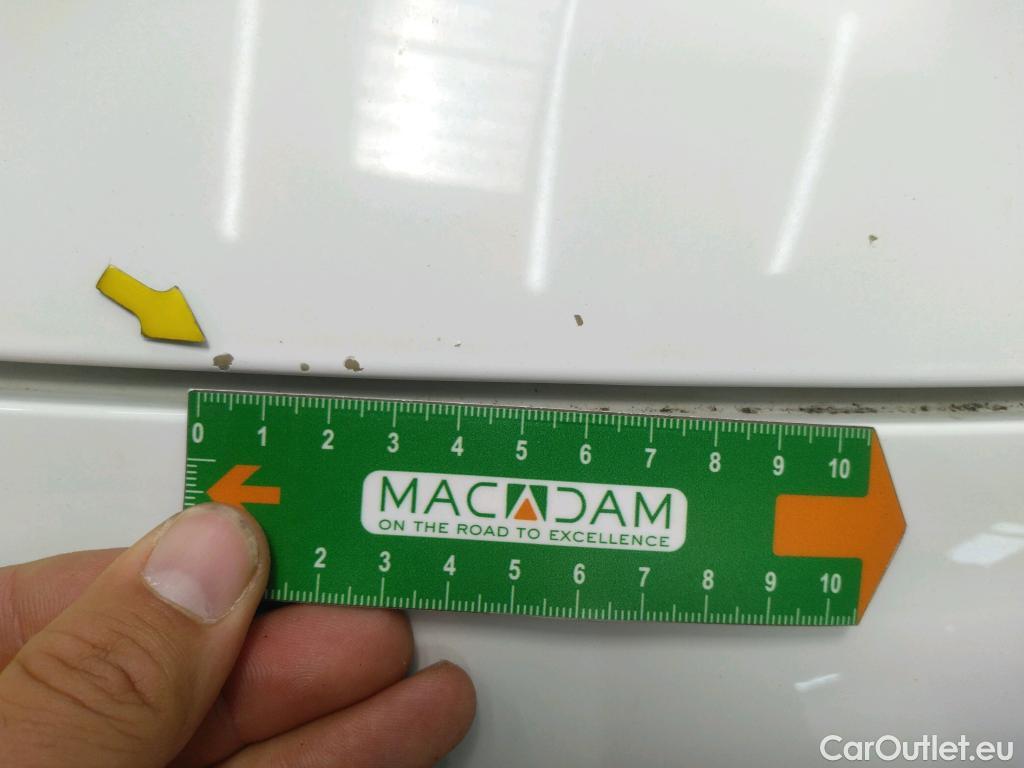 0 1 2 3 4 5 6 7 8 9 10
MACADAM
ON THE ROAD TO EXCELLENCE
2 3 4 5 6 7 8 9 10
CarOutlet.eu